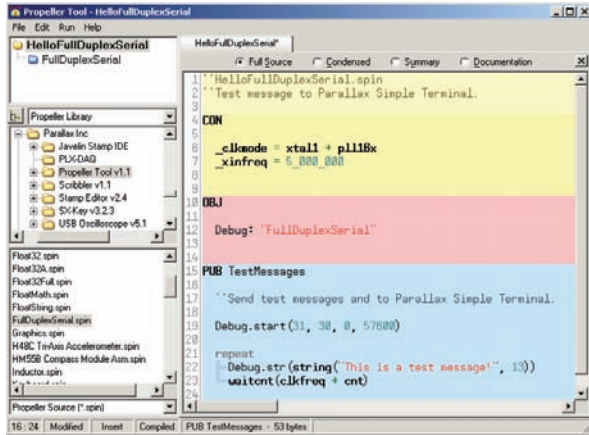 Propeller Tool - HelloFullDuplexSerial
File Edit Run Help
HelloFullDuplexSerial
FullDuplexSerial
HelloFullDuplexSerial*
Full Source Condensed Summary Documentation
Propeller Library
Parallax Inc
Javelin Stamp IDE
PLX-DAQ
Propeller Tool v1.1
Scribbler v1.1
Stamp Editor v2.4
SX-Key v3.2.3
USB Oscilloscope v5.1
Float32.spin
Float32A.spin
Float32Full.spin
FloatMath.spin
FloatString.spin
FullDuplexSerial.spin
Graphics.spin
H48C Tri-Axis Accelerometer.spin
HM55B Compass Module Asm.spin
Inductor.spin
Propeller Source (*.spin)
1 ''HelloFullDuplexSerial.spin
2 ''Test message to Parallax Simple Terminal.
3
4 CON
5
6 _clkmode = xtal1 + pll16x
7 _xinfreq = 5_000_000
8
9
10 OBJ
11
12 Debug: "FullDuplexSerial"
13
14
15 PUB TestMessages
16
17 ''Send test messages and to Parallax Simple Terminal.
18
19 Debug.start(31, 30, 0, 57600)
20
21 repeat
22 Debug.str(string("This is a test message!", 13))
23 waitcnt(clkfreq + cnt)
24
16 : 24 Modified Insert Compiled PUB TestMessages - 53 bytes